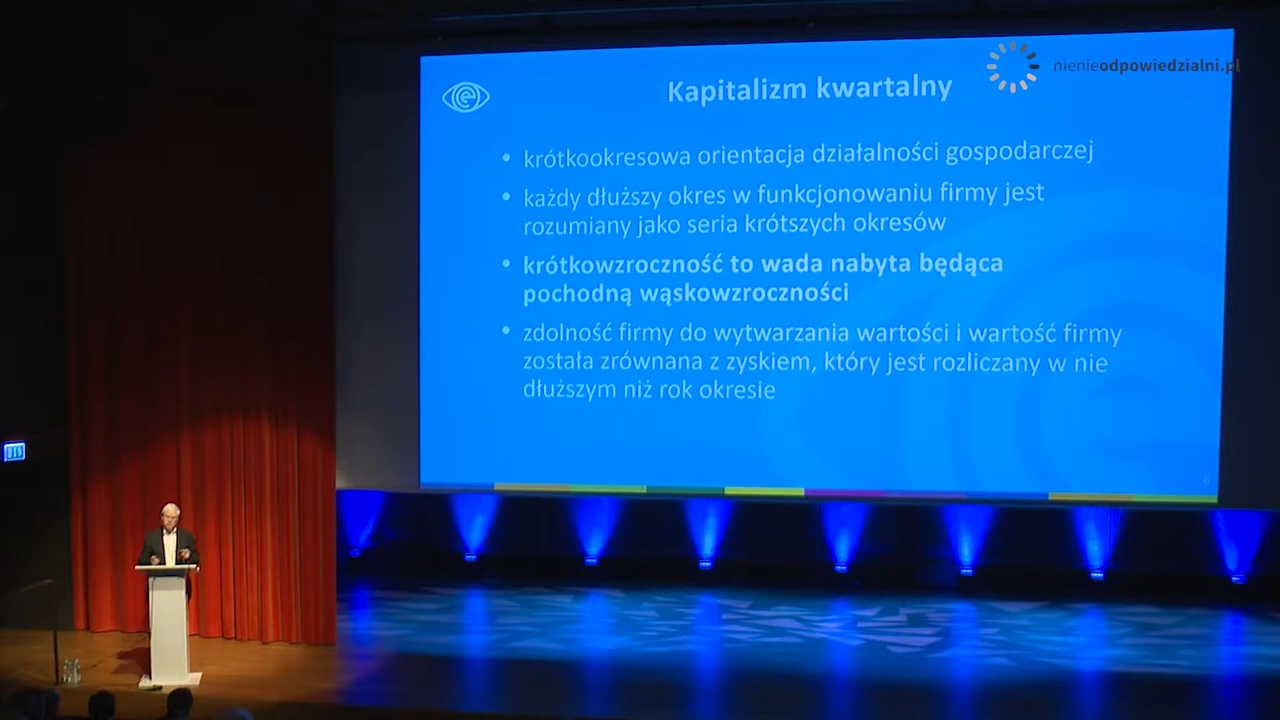 nienieodpowiedzialni.pl
Kapitalizm kwartalny
• krótkookresowa orientacja działalności gospodarczej
• każdy dłuższy okres w funkcjonowaniu firmy jest
rozumiany jako seria krótszych okresów
• krótkowzroczność to wada nabyta będąca
pochodną wąskowzroczności
• zdolność firmy do wytwarzania wartości i wartość firmy
została zrównana z zyskiem, który jest rozliczany w nie
dłuższym niż rok okresie
6